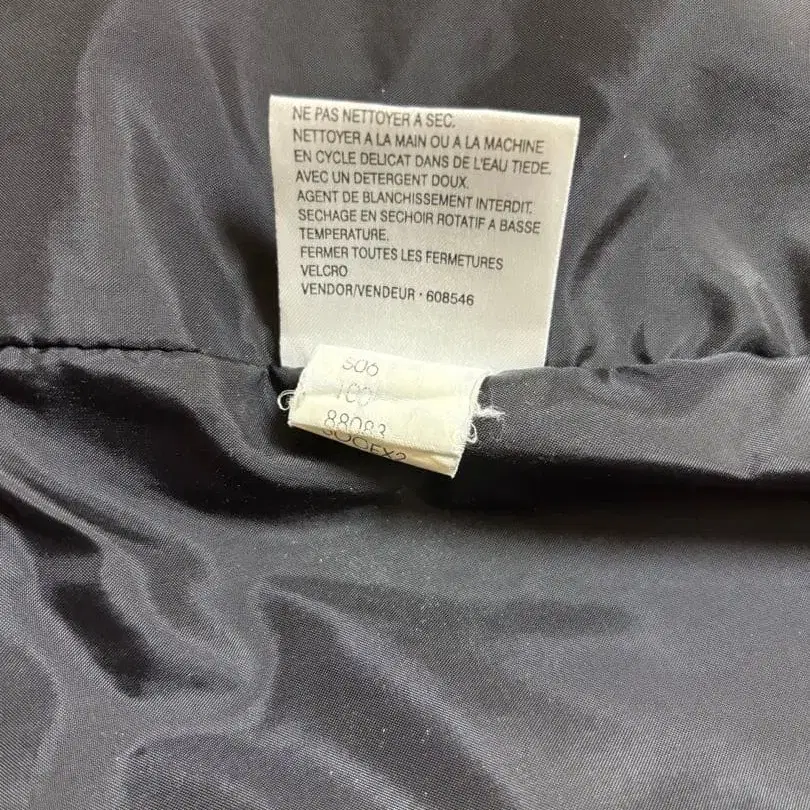 NE PAS NETTOYER A SEC.
NETTOYER A LA MAIN OU A LA MACHINE
EN CYCLE DELICAT DANS DE L'EAU TIEDE.
AVEC UN DETERGENT DOUX.
AGENT DE BLANCHISSEMENT INTERDIT.
SECHAGE EN SECHOIR ROTATIF A BASSE
TEMPERATURE.
FERMER TOUTES LES FERMETURES
VELCRO
VENDOR/VENDEUR · 608546
S06
100
88083